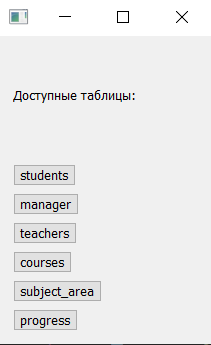 Доступные таблицы:
students
manager
teachers
courses
subject_area
progress